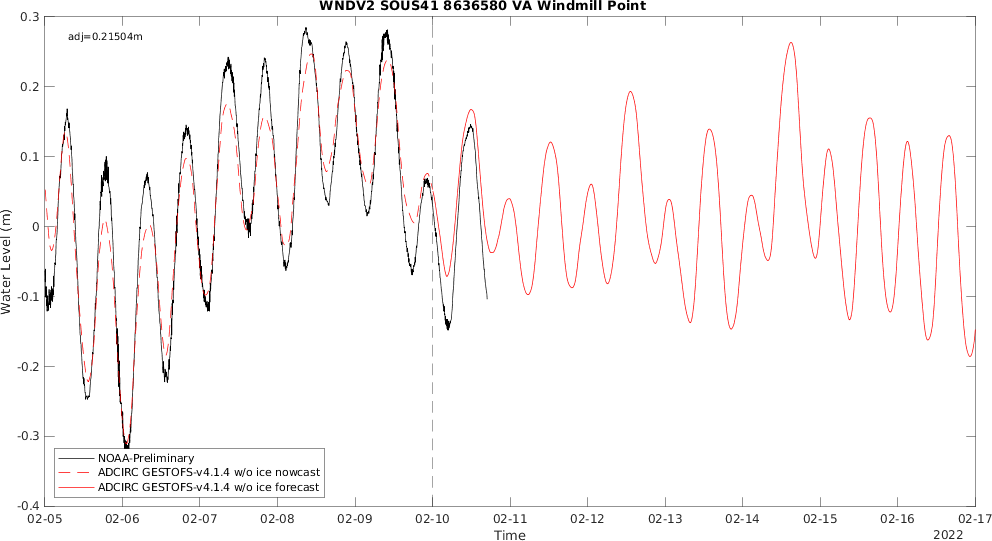 WNDV2 SOUS41 8636580 VA Windmill Point
adj=0.21504m
0.3
0.2
0.1
0
-0.1
-0.2
-0.3
-0.4
Water Level (m)
NOAA-Preliminary
ADCIRC GESTOFS-v4.1.4 w/o ice nowcast
ADCIRC GESTOFS-v4.1.4 w/o ice forecast
02-05 02-06 02-07 02-08 02-09 02-10 02-11 02-12 02-13 02-14 02-15 02-16 02-17
Time
2022